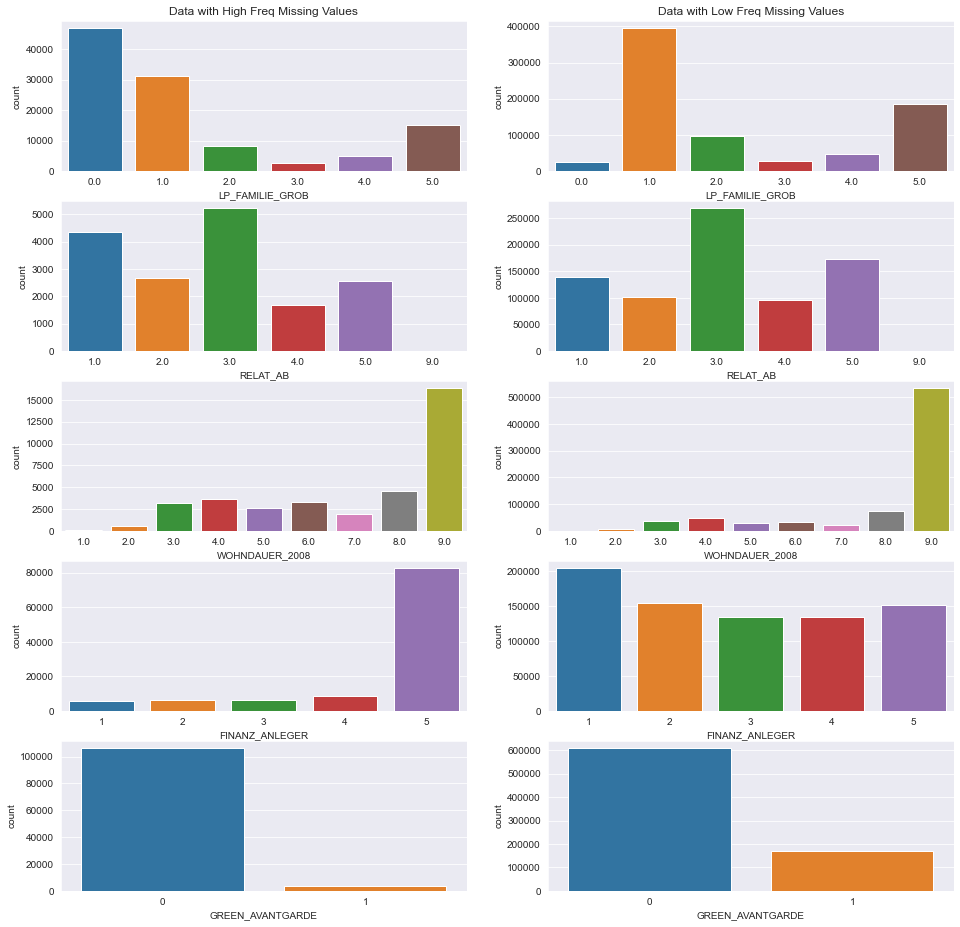 Data with High Freq Missing Values
40000
30000
20000
10000
0
count
0.0 1.0 2.0 3.0 4.0 5.0
LP_FAMILIE_GROB
Data with Low Freq Missing Values
400000
300000
200000
100000
0
count
0.0 1.0 2.0 3.0 4.0 5.0
LP_FAMILIE_GROB
5000
4000
3000
2000
1000
0
count
1.0 2.0 3.0 4.0 5.0 9.0
RELAT_AB
250000
200000
150000
100000
50000
0
count
1.0 2.0 3.0 4.0 5.0 9.0
RELAT_AB
15000
12500
10000
7500
5000
2500
0
count
1.0 2.0 3.0 4.0 5.0 6.0 7.0 8.0 9.0
WOHNDAUER_2008
500000
400000
300000
200000
100000
0
count
1.0 2.0 3.0 4.0 5.0 6.0 7.0 8.0 9.0
WOHNDAUER_2008
80000
60000
40000
20000
0
count
1 2 3 4 5
FINANZ_ANLEGER
200000
150000
100000
50000
0
count
1 2 3 4 5
FINANZ_ANLEGER
100000
80000
60000
40000
20000
0
count
0 1
GREEN_AVANTGARDE
600000
500000
400000
300000
200000
100000
0
count
0 1
GREEN_AVANTGARDE